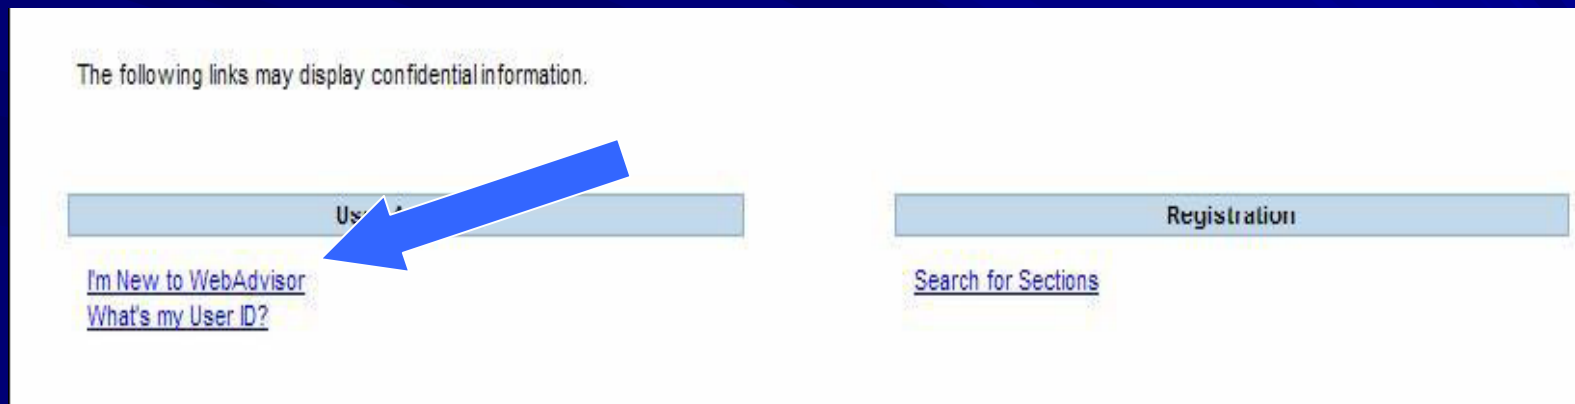 The following links may display confidential information.
Registration
I'm New to WebAdvisor
What's my User ID?
Search for Sections